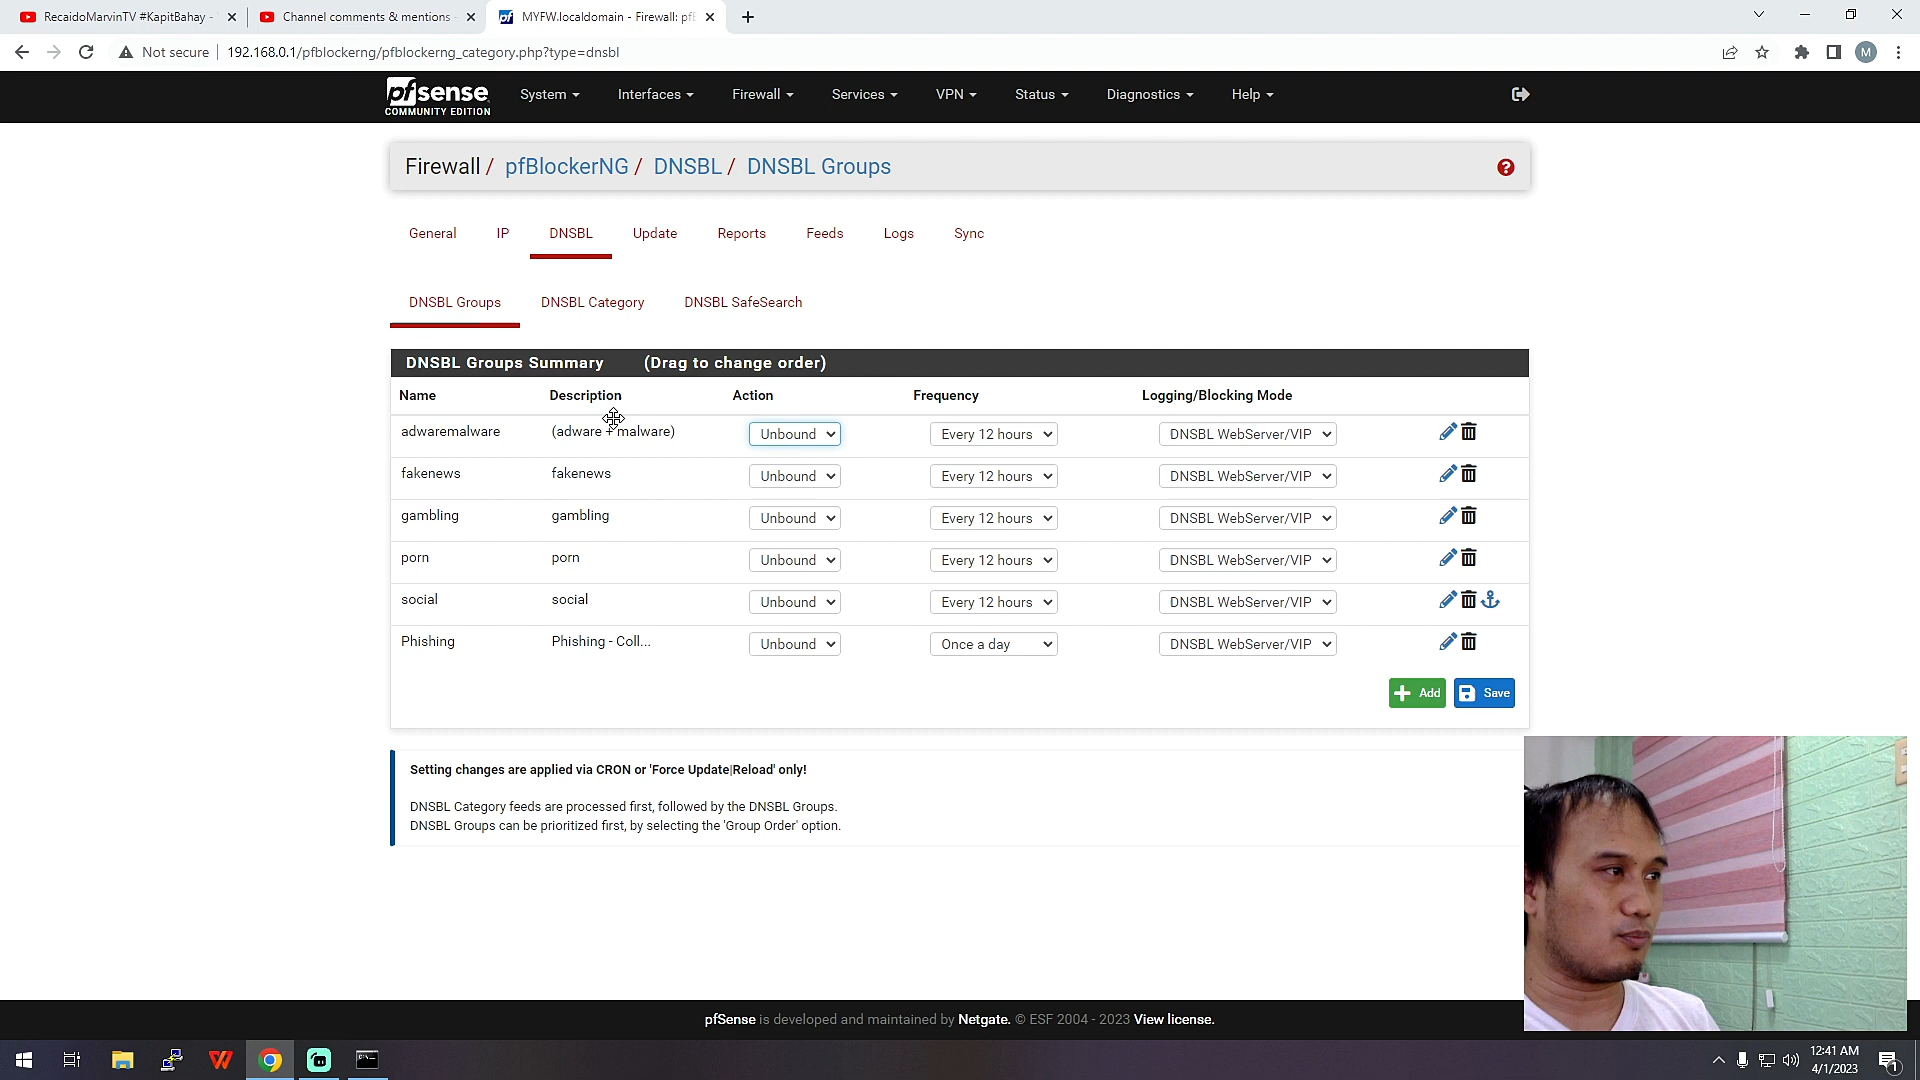 RecaidoMarvinTV #KapitBahay -
Channel comments & mentions
MYFW.localdomain - Firewall: pf
Not secure 192.168.0.1/pfblockerng/pfblockerng_category.php?type=dnsbl
M
pfsense COMMUNITY EDITION
System Interfaces Firewall Services VPN Status Diagnostics Help
Firewall / pfBlockerNG / DNSBL / DNSBL Groups
General IP DNSBL Update Reports Feeds Logs Sync
DNSBL Groups DNSBL Category DNSBL SafeSearch
DNSBL Groups Summary (Drag to change order)
Name Description Action Frequency Logging/Blocking Mode
adwaremalware (adware + malware) Unbound Every 12 hours DNSBL WebServer/VIP
fakenews fakenews Unbound Every 12 hours DNSBL WebServer/VIP
gambling gambling Unbound Every 12 hours DNSBL WebServer/VIP
porn porn Unbound Every 12 hours DNSBL WebServer/VIP
social social Unbound Every 12 hours DNSBL WebServer/VIP
Phishing Phishing - Coll... Unbound Once a day DNSBL WebServer/VIP
Add Save
Setting changes are applied via CRON or 'Force Update|Reload' only!
DNSBL Category feeds are processed first, followed by the DNSBL Groups.
DNSBL Groups can be prioritized first, by selecting the 'Group Order' option.
pfSense is developed and maintained by Netgate. © ESF 2004 - 2023 View license.
12:41 AM
4/1/2023
1